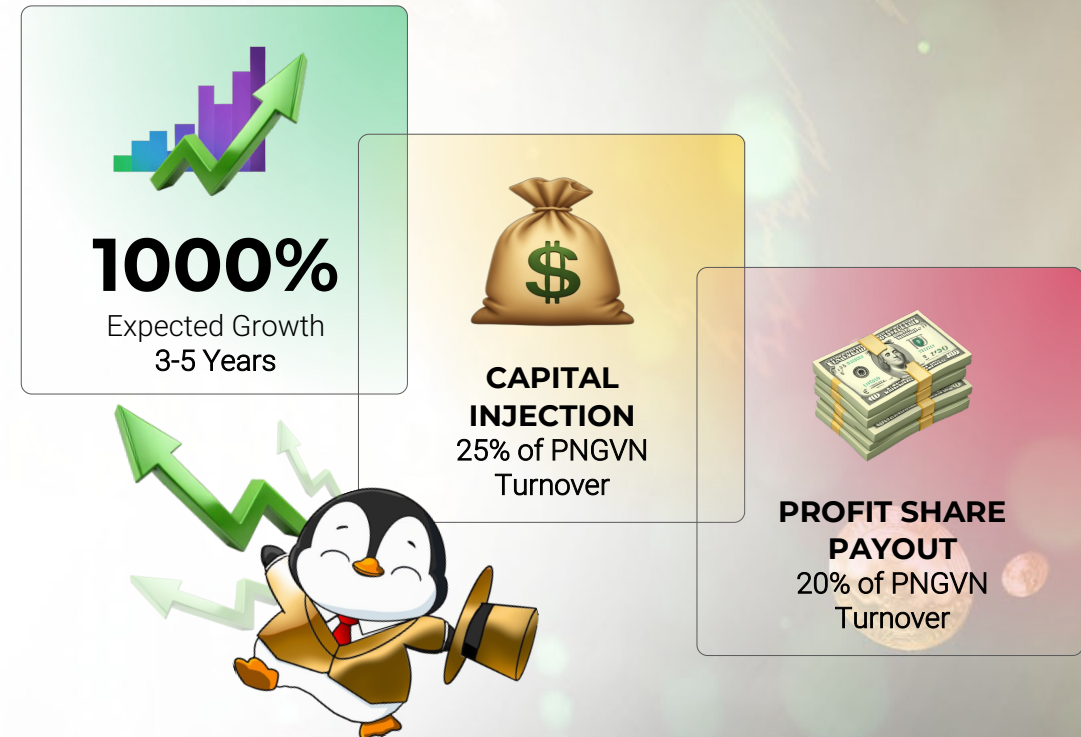 1000%
Expected Growth
3-5 Years
$
CAPITAL
INJECTION
25% of PNGVN
Turnover
PROFIT SHARE
PAYOUT
20% of PNGVN
Turnover